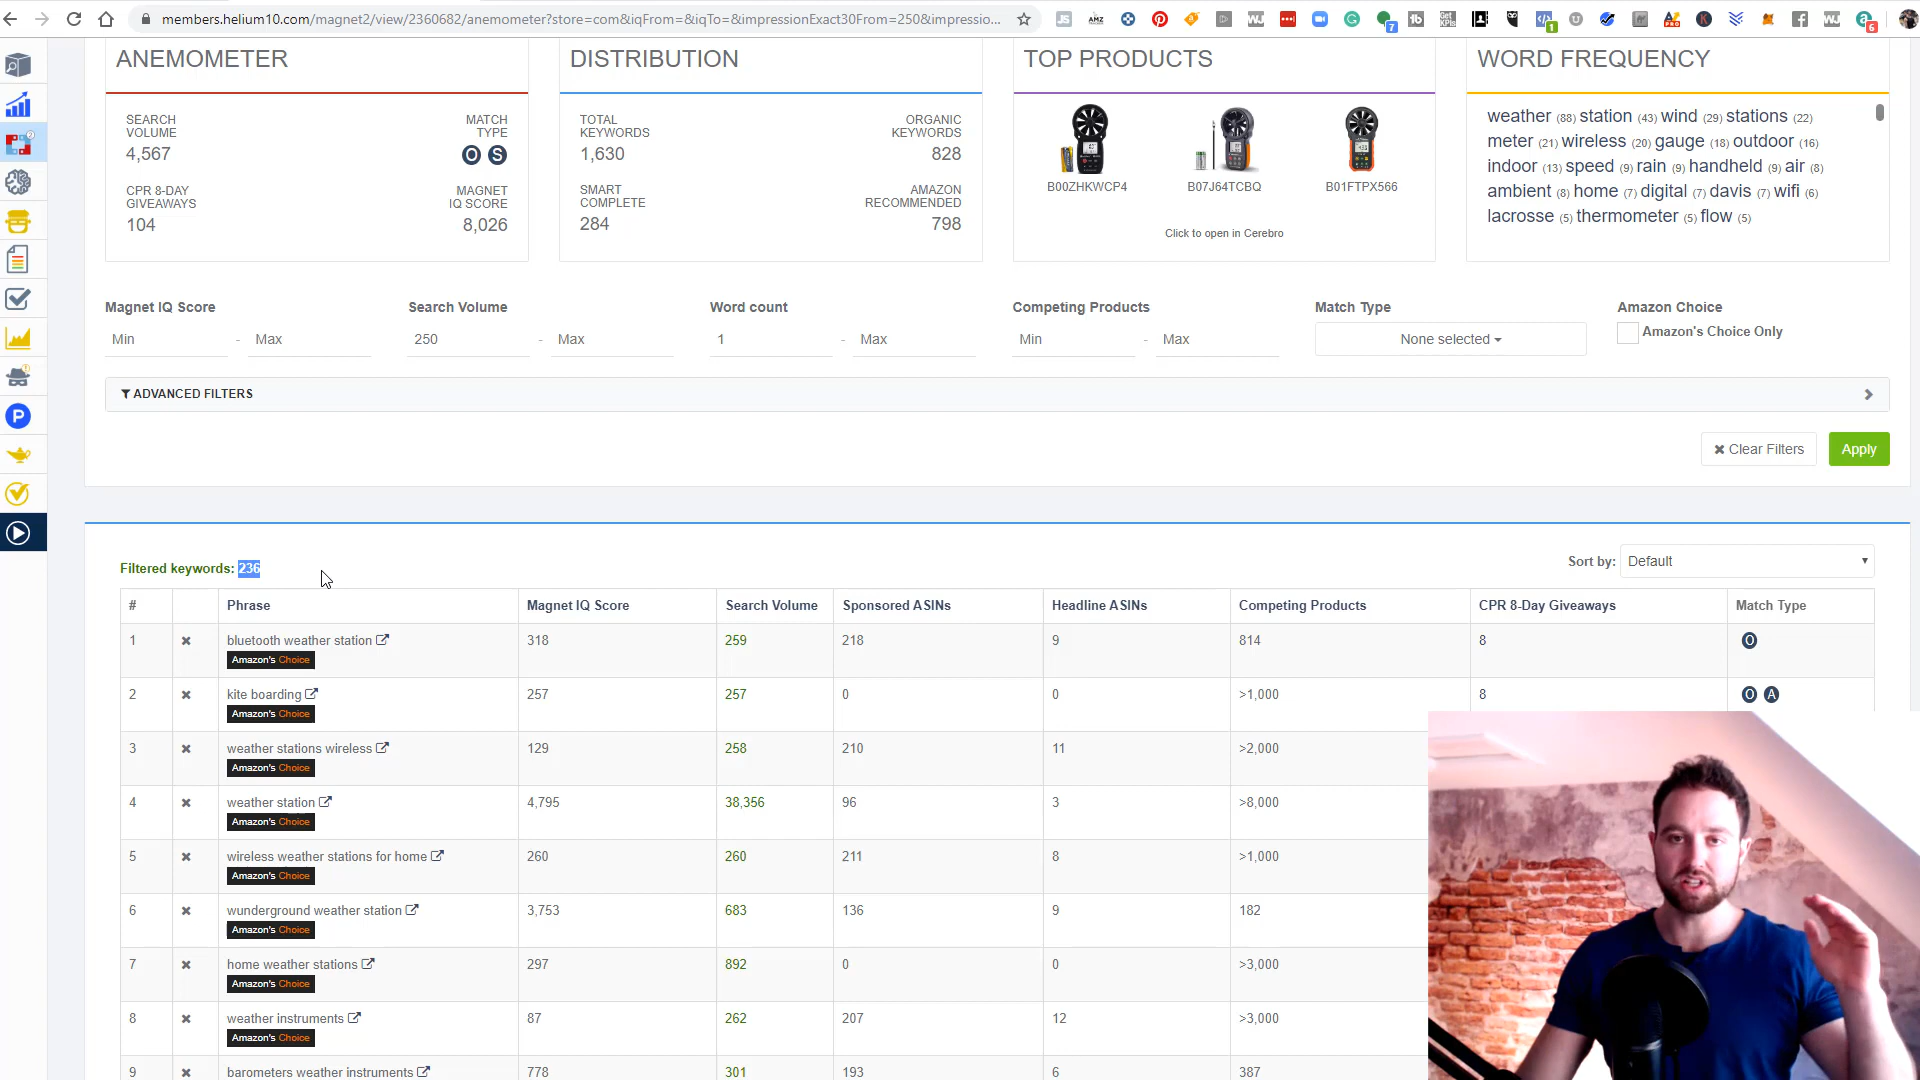 members.helium10.com/magnet2/view/2360682/anemometer?store=com&iqFrom=&iqTo=&impressionExact30From=250&impressio...
ANEMOMETER
SEARCH VOLUME
4,567
MATCH TYPE
O S
CPR 8-DAY GIVEAWAYS
104
MAGNET IQ SCORE
8,026
DISTRIBUTION
TOTAL KEYWORDS
1,630
ORGANIC KEYWORDS
828
SMART COMPLETE
284
AMAZON RECOMMENDED
798
TOP PRODUCTS
B00ZHKWCP4 B07J64TCBQ B01FTPX566
Click to open in Cerebro
WORD FREQUENCY
weather (88) station (43) wind (29) stations (22)
meter (21) wireless (20) gauge (18) outdoor (16)
indoor (13) speed (9) rain (9) handheld (9) air (8)
ambient (8) home (7) digital (7) davis (7) wifi (6)
lacrosse (5) thermometer (5) flow (5)
Magnet IQ Score Search Volume Word count Competing Products Match Type Amazon Choice
Min - Max 250 - Max 1 - Max Min - Max None selected Amazon's Choice Only
ADVANCED FILTERS
Clear Filters Apply
Filtered keywords: 236
Sort by: Default
# Phrase Magnet IQ Score Search Volume Sponsored ASINs Headline ASINs Competing Products CPR 8-Day Giveaways Match Type
1 bluetooth weather station 318 259 218 9 814 8 O
Amazon's Choice
2 kite boarding 257 257 0 0 >1,000 8 O A
Amazon's Choice
3 weather stations wireless 129 258 210 11 >2,000
Amazon's Choice
4 weather station 4,795 38,356 96 3 >8,000
Amazon's Choice
5 wireless weather stations for home 260 260 211 8 >1,000
Amazon's Choice
6 wunderground weather station 3,753 683 136 9 182
Amazon's Choice
7 home weather stations 297 892 0 0 >3,000
Amazon's Choice
8 weather instruments 87 262 207 12 >3,000
Amazon's Choice
9 barometers weather instruments 778 301 193 6 387